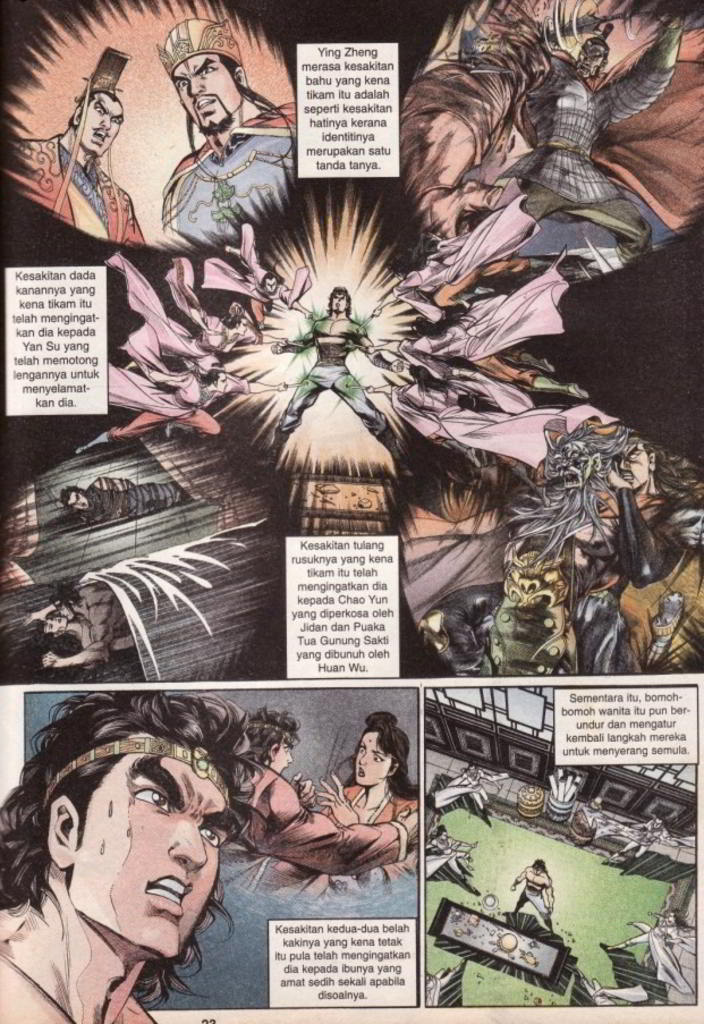 Ying Zheng
merasa kesakitan
bahu yang kena
tikam itu adalah
seperti kesakitan
hatinya kerana
identitinya
merupakan satu
tanda tanya.
Kesakitan dada
kanannya yang
kena tikam itu
telah mengingat-
kan dia kepada
Yan Su yang
telah memotong
lengannya untuk
menyelamat-
kan dia.
Kesakitan tulang
rusuknya yang kena
tikam itu telah
mengingatkan dia
kepada Chao Yun
yang diperkosa oleh
Jidan dan Puaka
Tua Gunung Sakti
yang dibunuh oleh
Huan Wu.
Kesakitan kedua-dua belah
kakinya yang kena tetak
itu pula telah mengingatkan
dia kepada ibunya yang
amat sedih sekali apabila
disoalnya.
Sementara itu, bomoh-
bomoh wanita itu pun ber-
undur dan mengatur
kembali langkah mereka
untuk menyerang semula.